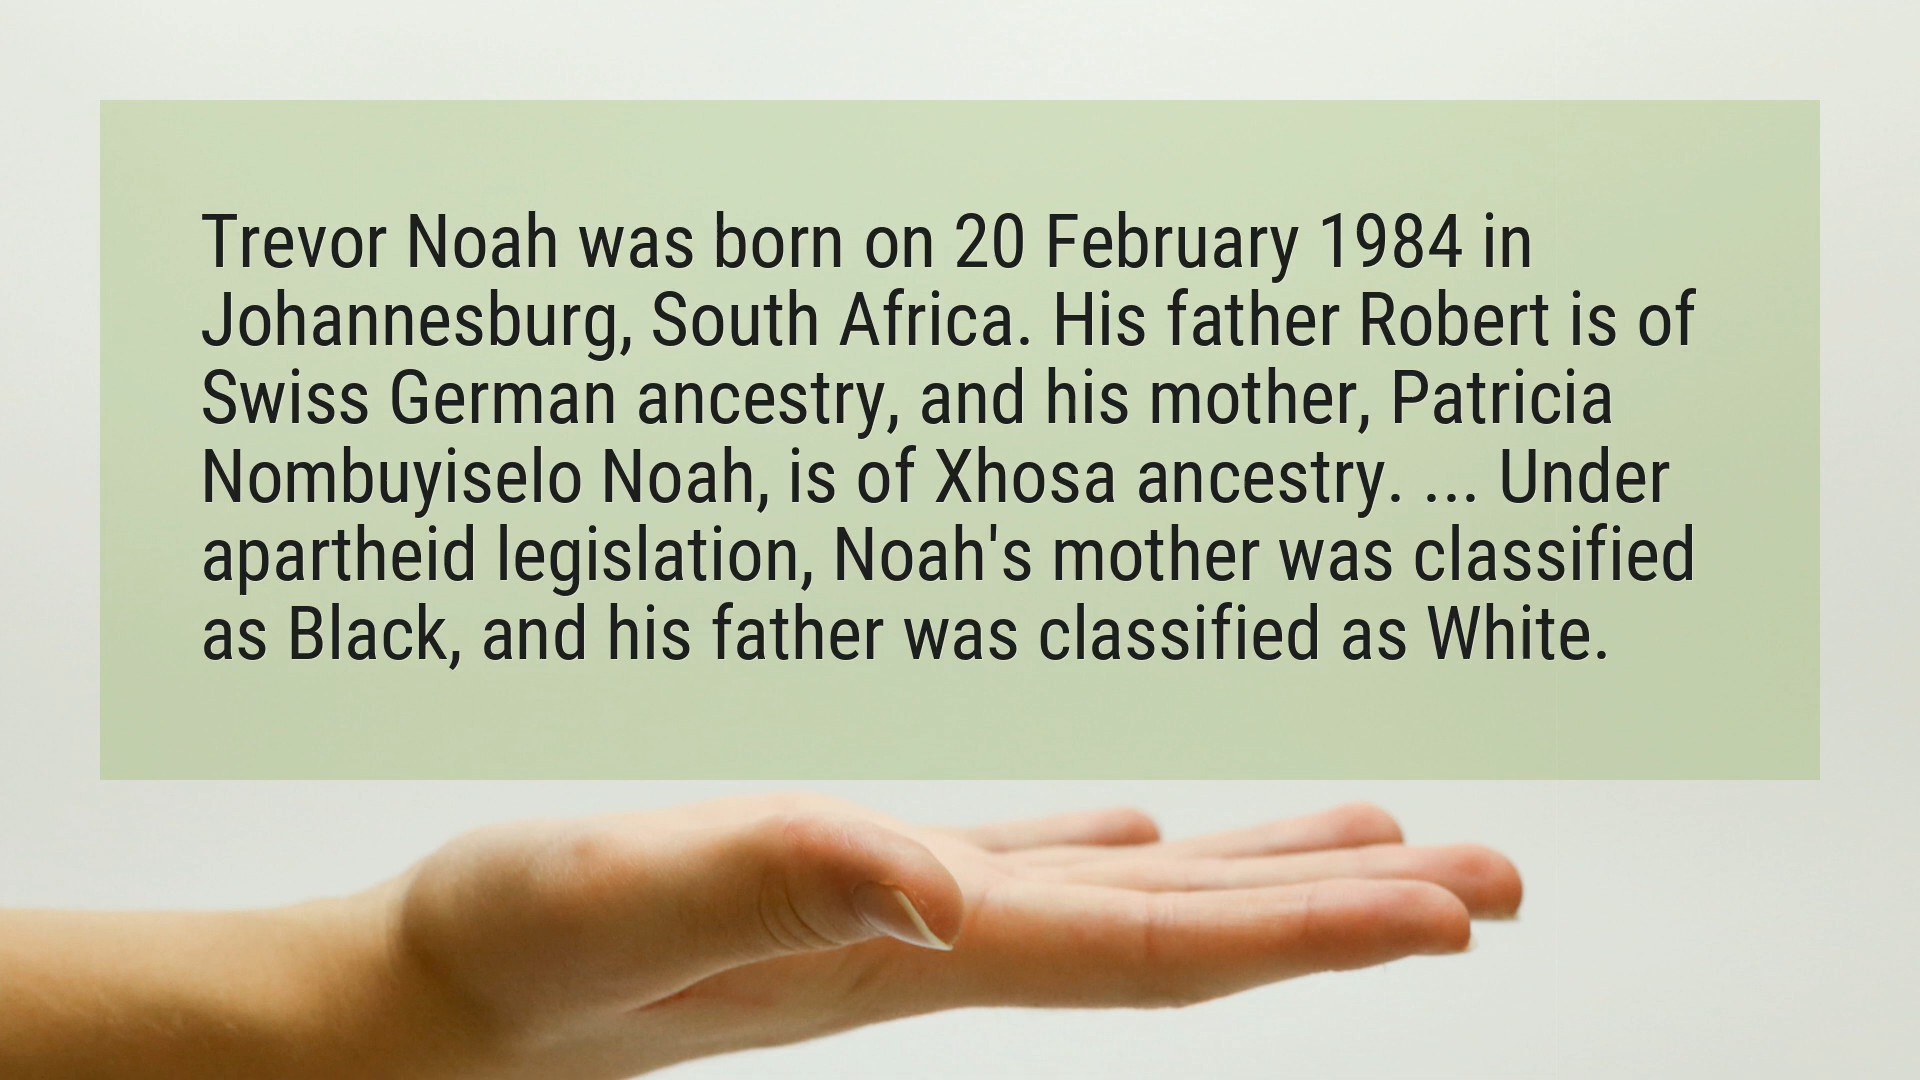 Trevor Noah was born on 20 February 1984 in
Johannesburg, South Africa. His father Robert is of
Swiss German ancestry, and his mother, Patricia
Nombuyiselo Noah, is of Xhosa ancestry. ... Under
apartheid legislation, Noah's mother was classified
as Black, and his father was classified as White.